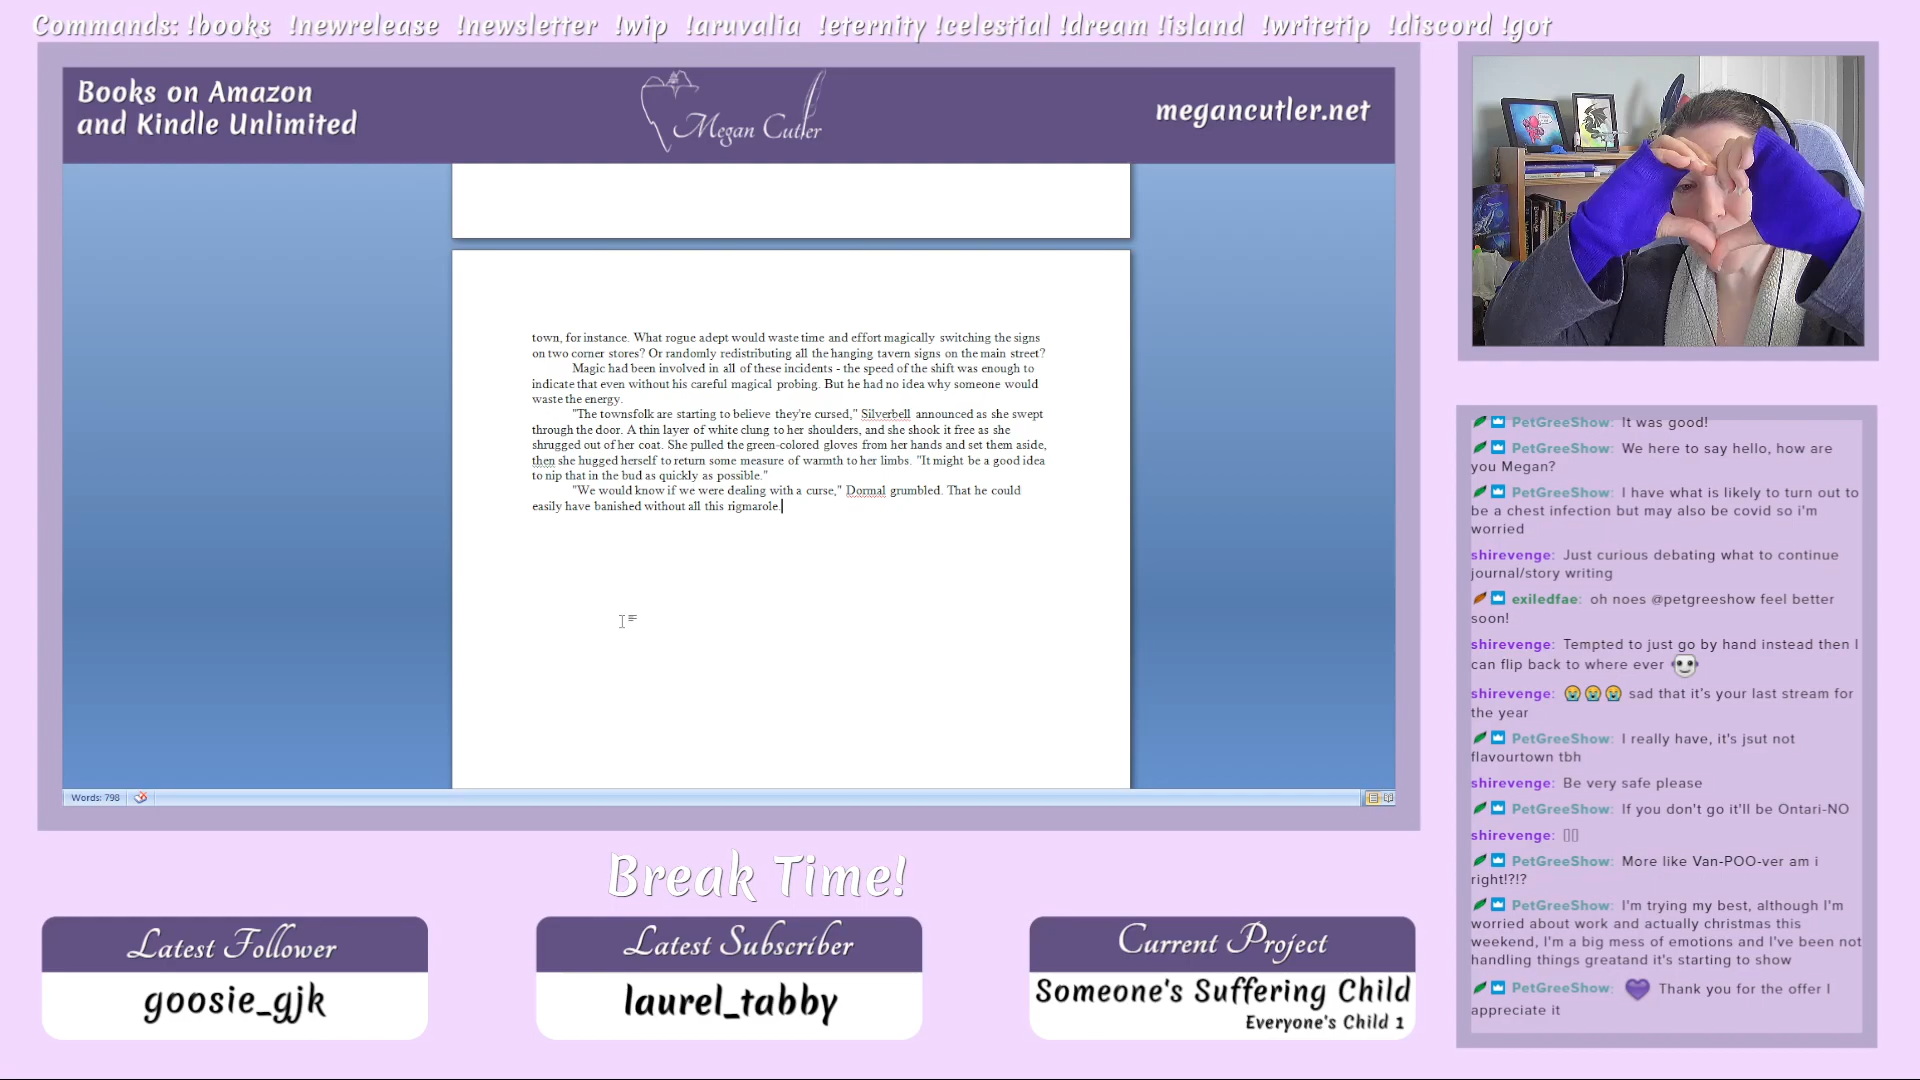 Commands: !books !newrelease !newsletter !wip !aruvalia !eternity !celestial !dream !island !writetip !discord !got
Books on Amazon
and Kindle Unlimited
Megan Cutler
megancutler.net
town, for instance. What rogue adept would waste time and effort magically switching the signs
on two corner stores? Or randomly redistributing all the hanging tavern signs on the main street?
Magic had been involved in all of these incidents - the speed of the shift was enough to
indicate that even without his careful magical probing. But he had no idea why someone would
waste the energy.
"The townsfolk are starting to believe they're cursed," Silverbell announced as she swept
through the door. A thin layer of white clung to her shoulders, and she shook it free as she
shrugged out of her coat. She pulled the green-colored gloves from her hands and set them aside,
then she hugged herself to return some measure of warmth to her limbs. "It might be a good idea
to nip that in the bud as quickly as possible."
"We would know if we were dealing with a curse," Dormal grumbled. That he could
easily have banished without all this rigmarole.
Words: 798
Break Time!
Latest Follower
goosie_gjk
Latest Subscriber
laurel_tabby
Current Project
Someone's Suffering Child
Everyone's Child 1
PetGreeShow: It was good!
PetGreeShow: We here to say hello, how are
you Megan?
PetGreeShow: I have what is likely to turn out to
be a chest infection but may also be covid so i'm
worried
shirevenge: Just curious debating what to continue
journal/story writing
exiledfae: oh noes @petgreeshow feel better
soon!
shirevenge: Tempted to just go by hand instead then I
can flip back to where ever
shirevenge: 😭😭😭 sad that it's your last stream for
the year
PetGreeShow: I really have, it's jsut not
flavourtown tbh
shirevenge: Be very safe please
PetGreeShow: If you don't go it'll be Ontari-NO
shirevenge:
PetGreeShow: More like Van-POO-ver am i
right!?!?
PetGreeShow: I'm trying my best, although I'm
worried about work and actually christmas this
weekend, I'm a big mess of emotions and I've been not
handling things greatand it's starting to show
PetGreeShow: 💜 Thank you for the offer I
appreciate it